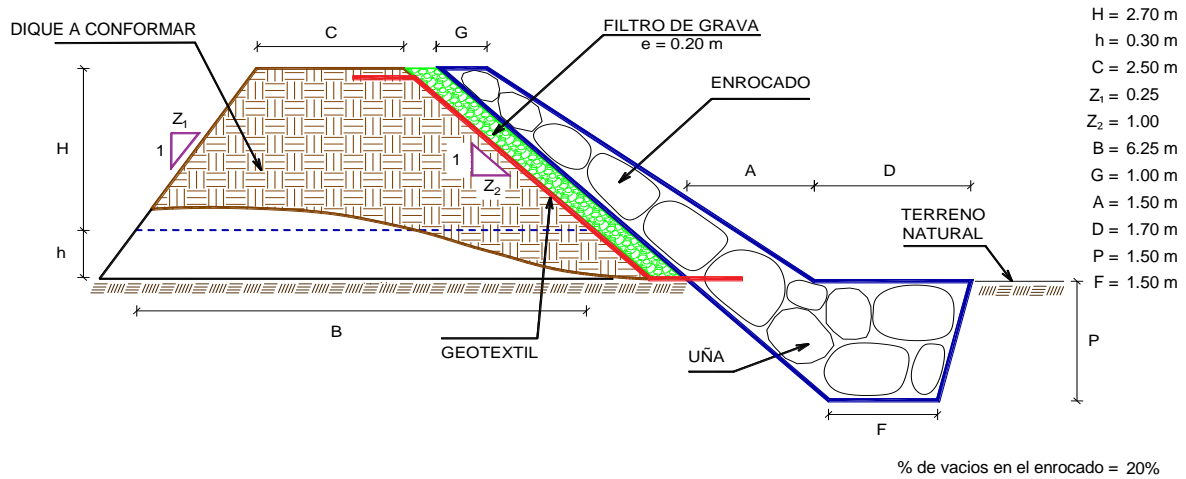 DIQUE A CONFORMAR
C
G
FILTRO DE GRAVA
e = 0.20 m
ENROCADO
H = 2.70 m
h = 0.30 m
C = 2.50 m
Z₁ = 0.25
Z₂ = 1.00
B = 6.25 m
G = 1.00 m
A = 1.50 m
D = 1.70 m
P = 1.50 m
F = 1.50 m
H
Z₁
1
1
Z₂
A
D
TERRENO
NATURAL
h
B
GEOTEXTIL
UÑA
P
F
% de vacios en el enrocado = 20%